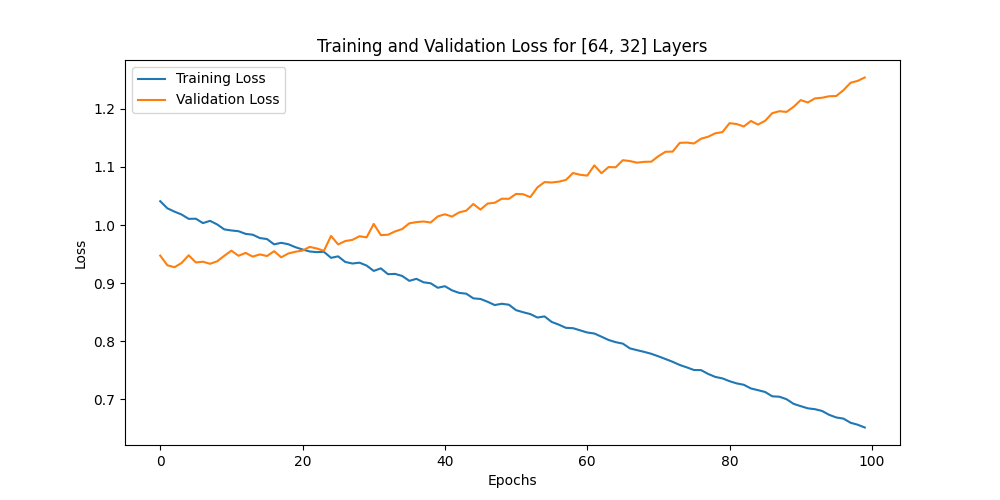 Training and Validation Loss for [64, 32] Layers
Training Loss
Validation Loss
1.2
1.1
1.0
0.9
0.8
0.7
Loss
0 20 40 60 80 100
Epochs